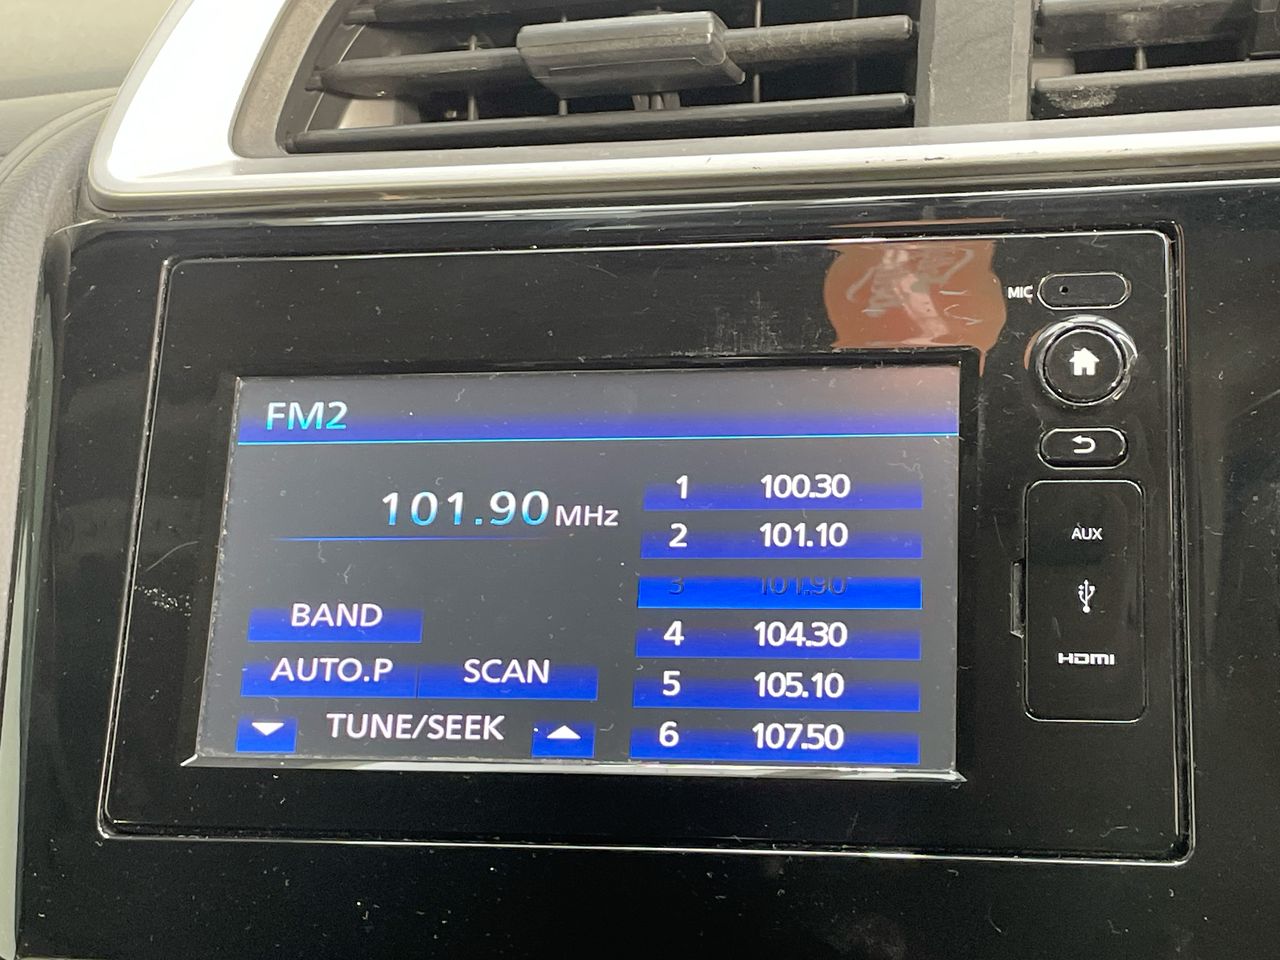 MIC
FM2
101.90 MHz
1 100.30
2 101.10
3 101.90
4 104.30
5 105.10
6 107.50
BAND
AUTO.P SCAN
TUNE/SEEK
AUX
HDMI